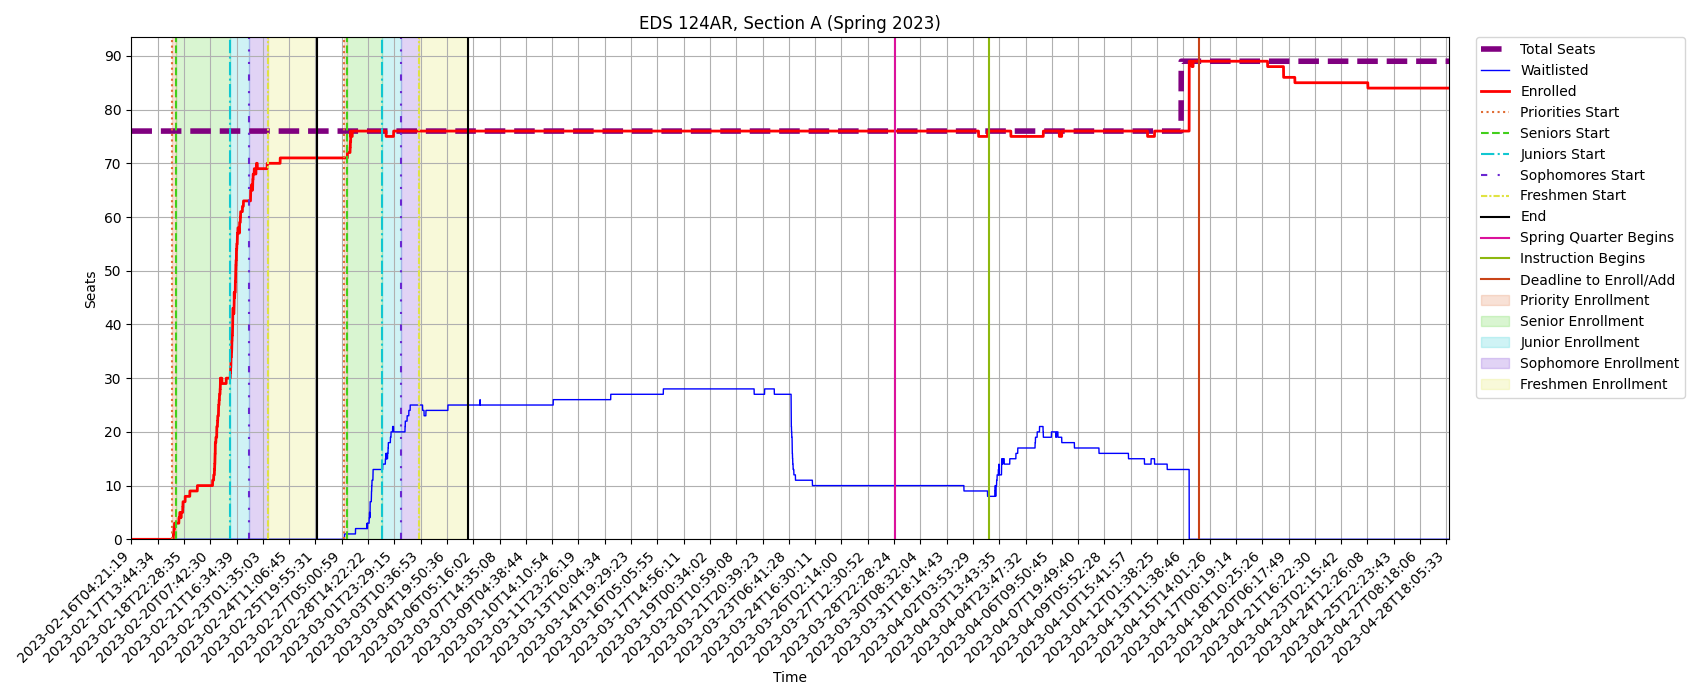 EDS 124AR, Section A (Spring 2023)
Seats
90
80
70
60
50
40
30
20
10
0
2023-02-16T04:21:19
2023-02-17T13:44:34
2023-02-18T22:28:35
2023-02-20T07:42:30
2023-02-21T16:34:39
2023-02-23T01:35:03
2023-02-24T11:06:45
2023-02-25T19:55:31
2023-02-27T05:00:59
2023-02-28T14:22:22
2023-03-01T23:29:15
2023-03-03T10:36:53
2023-03-04T19:50:36
2023-03-06T05:16:02
2023-03-07T14:35:08
2023-03-09T04:38:44
2023-03-10T14:10:54
2023-03-11T23:26:19
2023-03-13T10:04:34
2023-03-14T19:29:23
2023-03-16T05:05:55
2023-03-17T14:56:11
2023-03-19T00:34:02
2023-03-20T10:59:08
2023-03-21T20:39:23
2023-03-23T06:41:28
2023-03-24T16:30:11
2023-03-26T02:14:00
2023-03-27T12:30:52
2023-03-28T22:28:24
2023-03-30T08:32:04
2023-03-31T18:14:43
2023-04-02T03:53:29
2023-04-03T13:43:35
2023-04-04T23:47:32
2023-04-06T09:50:45
2023-04-07T19:49:40
2023-04-09T05:52:28
2023-04-10T15:41:57
2023-04-12T01:38:25
2023-04-13T11:38:46
2023-04-15T14:01:26
2023-04-17T00:19:14
2023-04-18T10:25:26
2023-04-20T06:17:49
2023-04-21T16:22:30
2023-04-23T02:15:42
2023-04-24T12:26:08
2023-04-25T22:23:43
2023-04-27T08:18:06
2023-04-28T18:05:33
Time
Total Seats
Waitlisted
Enrolled
Priorities Start
Seniors Start
Juniors Start
Sophomores Start
Freshmen Start
End
Spring Quarter Begins
Instruction Begins
Deadline to Enroll/Add
Priority Enrollment
Senior Enrollment
Junior Enrollment
Sophomore Enrollment
Freshmen Enrollment